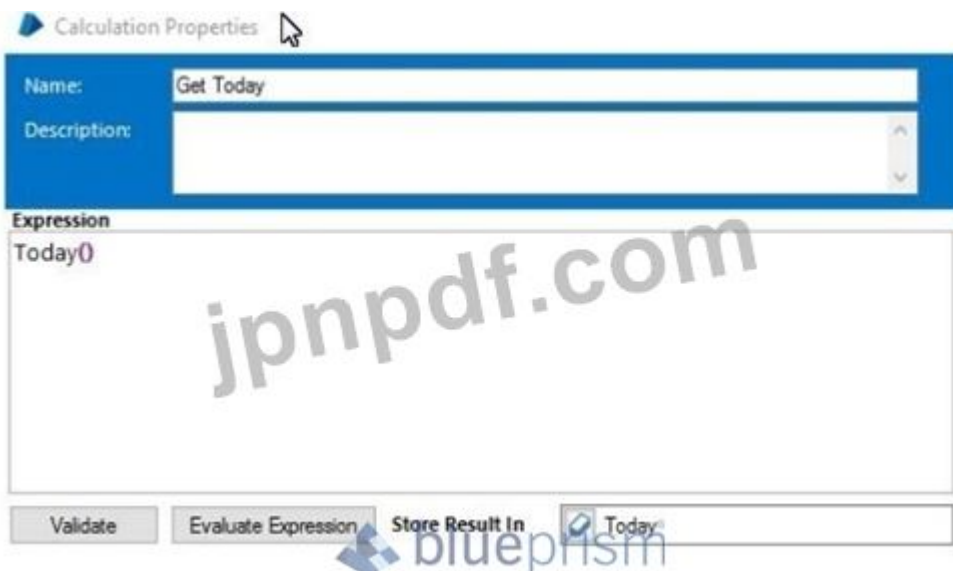 Calculation Properties
Name: Get Today
Description:
Expression
Today()
jpnpdf.com
Validate Evaluate Expression Store Result In Today
blueprism